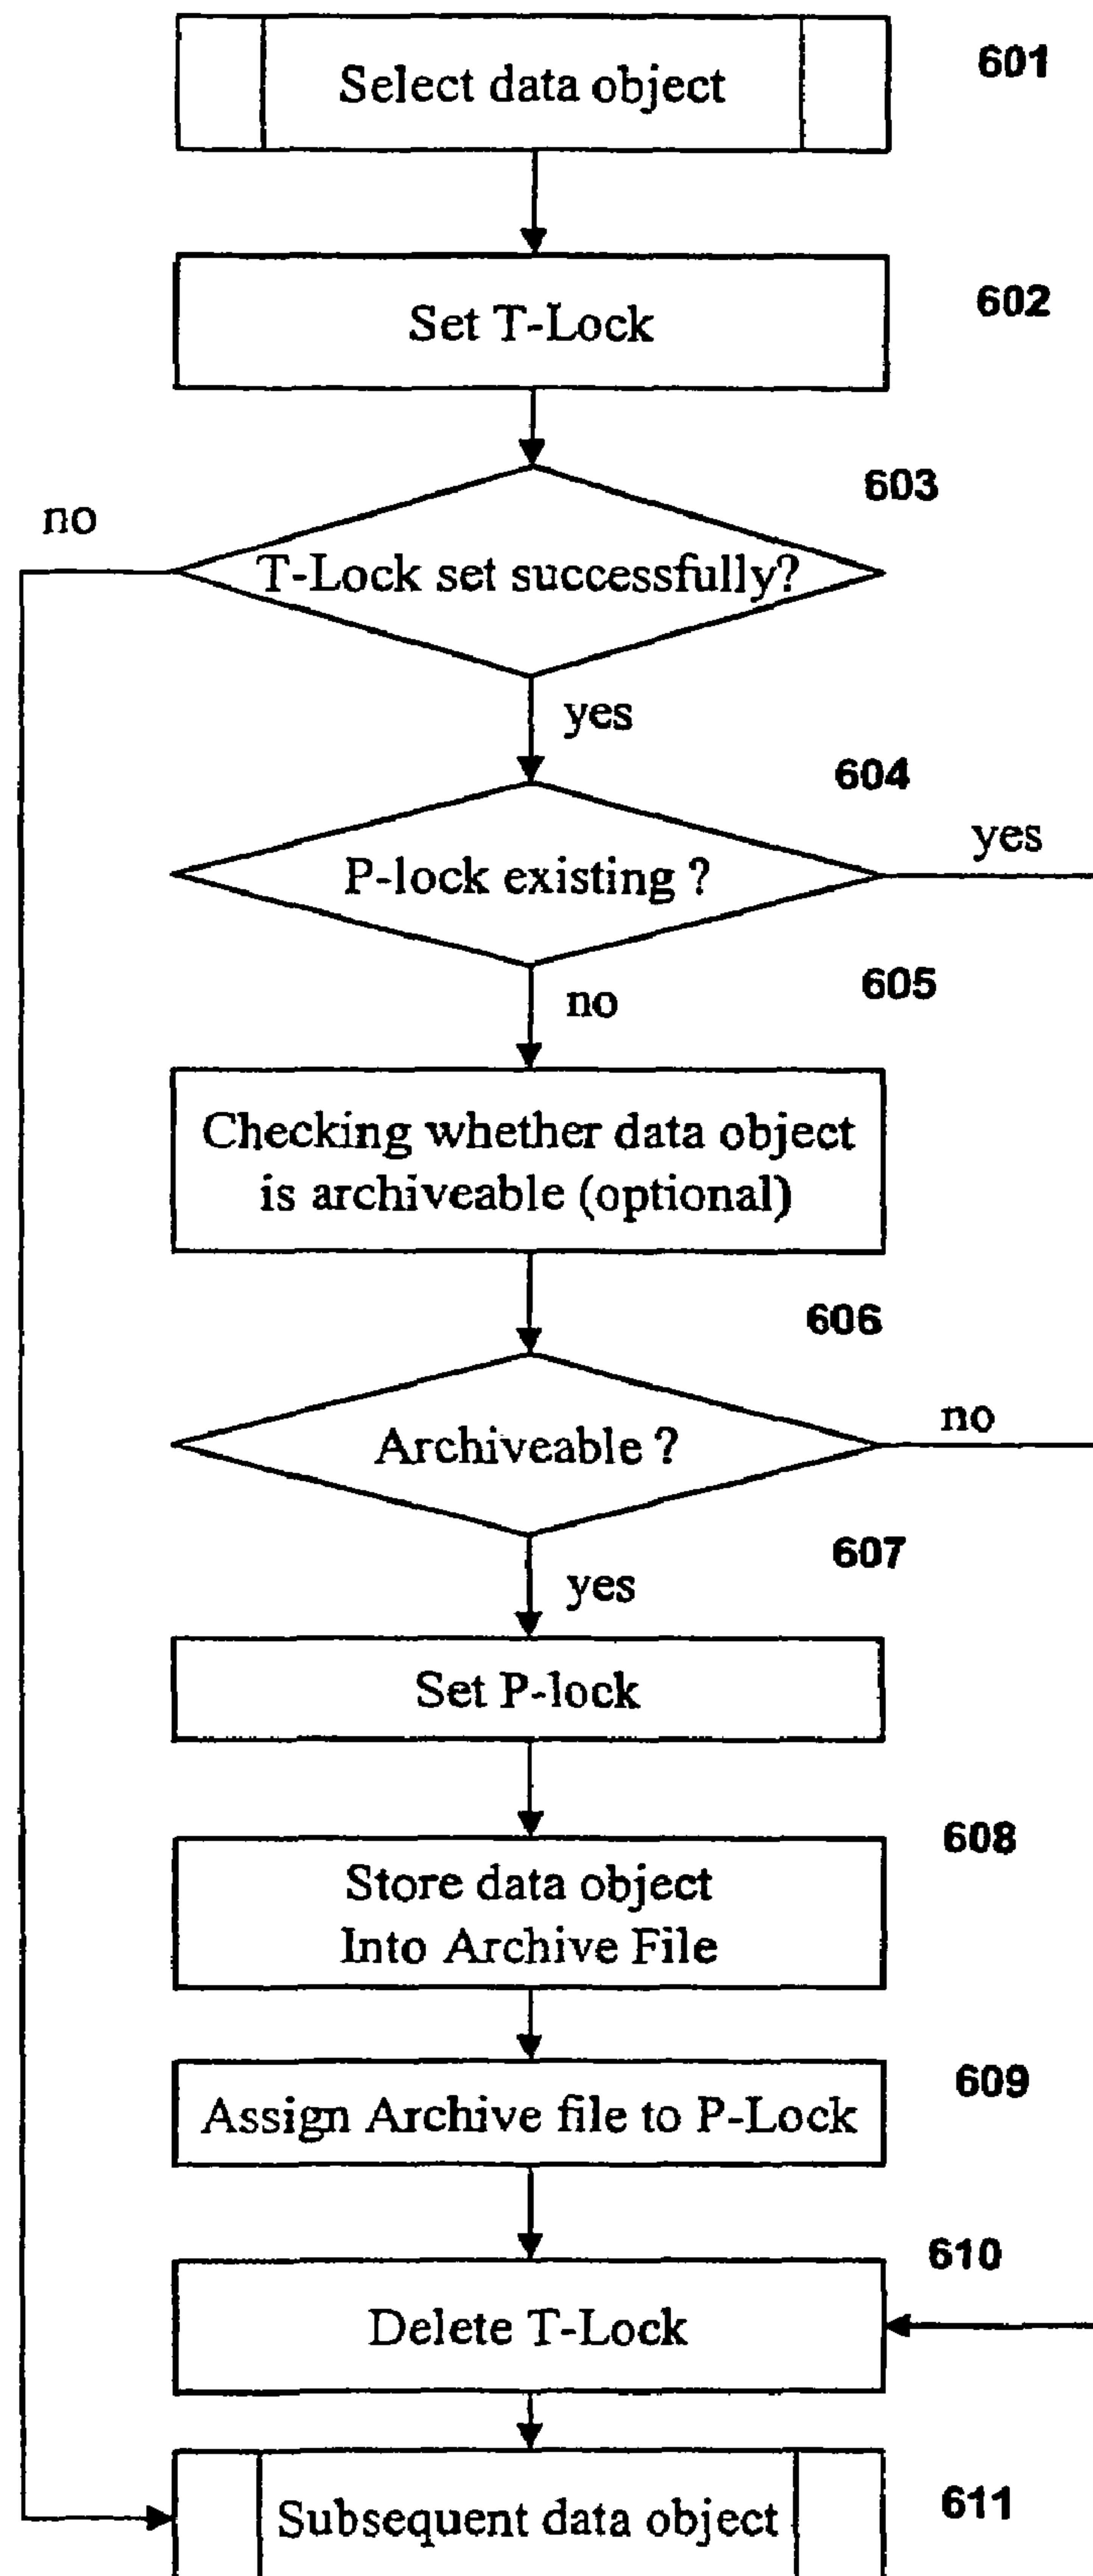 Select data object
601
Set T-Lock
602
603
no
T-Lock set successfully?
yes
604
yes
P-lock existing ?
605
no
Checking whether data object
is archiveable (optional)
606
no
Archiveable ?
607
yes
Set P-lock
608
Store data object
Into Archive File
609
Assign Archive file to P-Lock
610
Delete T-Lock
611
Subsequent data object